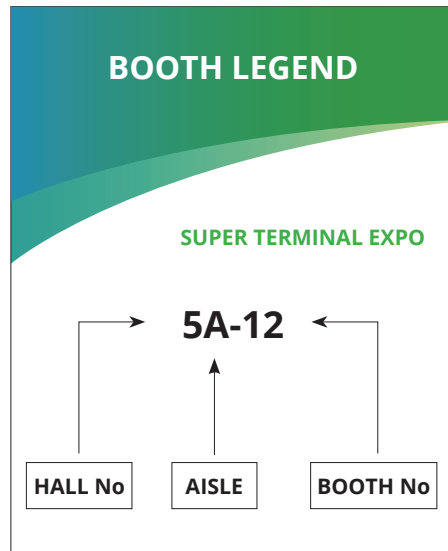 BOOTH LEGEND
SUPER TERMINAL EXPO
5A-12
HALL No
AISLE
BOOTH No